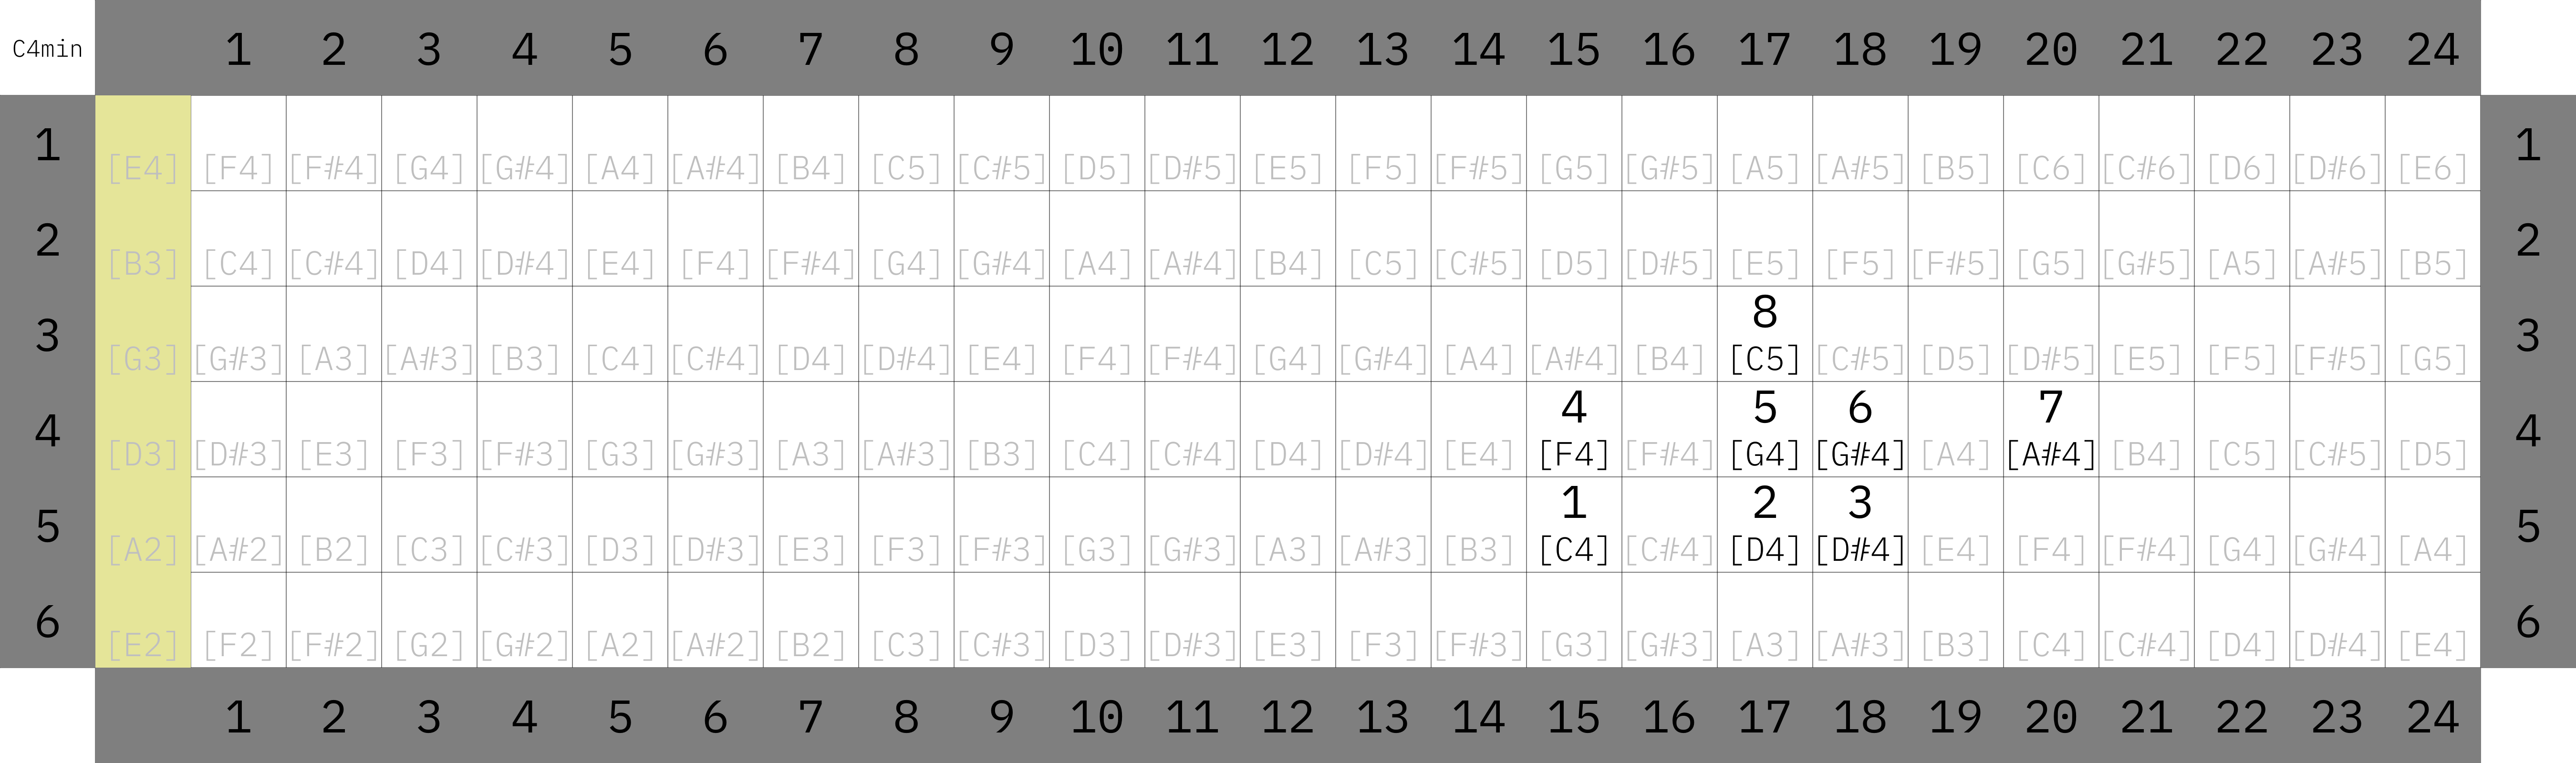 C4min 1 2 3 4 5 6 7 8 9 10 11 12 13 14 15 16 17 18 19 20 21 22 23 24
1 [E4] [F4] [F#4] [G4] [G#4] [A4] [A#4] [B4] [C5] [C#5] [D5] [D#5] [E5] [F5] [F#5] [G5] [G#5] [A5] [A#5] [B5] [C6] [C#6] [D6] [D#6] [E6] 1
2 [B3] [C4] [C#4] [D4] [D#4] [E4] [F4] [F#4] [G4] [G#4] [A4] [A#4] [B4] [C5] [C#5] [D5] [D#5] [E5] [F5] [F#5] [G5] [G#5] [A5] [A#5] [B5] 2
8
3 [G3] [G#3] [A3] [A#3] [B3] [C4] [C#4] [D4] [D#4] [E4] [F4] [F#4] [G4] [G#4] [A4] [A#4] [B4] [C5] [C#5] [D5] [D#5] [E5] [F5] [F#5] [G5] 3
4 5 6 7
4 [D3] [D#3] [E3] [F3] [F#3] [G3] [G#3] [A3] [A#3] [B3] [C4] [C#4] [D4] [D#4] [E4] [F4] [F#4] [G4] [G#4] [A4] [A#4] [B4] [C5] [C#5] [D5] 4
1 2 3
5 [A2] [A#2] [B2] [C3] [C#3] [D3] [D#3] [E3] [F3] [F#3] [G3] [G#3] [A3] [A#3] [B3] [C4] [C#4] [D4] [D#4] [E4] [F4] [F#4] [G4] [G#4] [A4] 5
6 [E2] [F2] [F#2] [G2] [G#2] [A2] [A#2] [B2] [C3] [C#3] [D3] [D#3] [E3] [F3] [F#3] [G3] [G#3] [A3] [A#3] [B3] [C4] [C#4] [D4] [D#4] [E4] 6
1 2 3 4 5 6 7 8 9 10 11 12 13 14 15 16 17 18 19 20 21 22 23 24